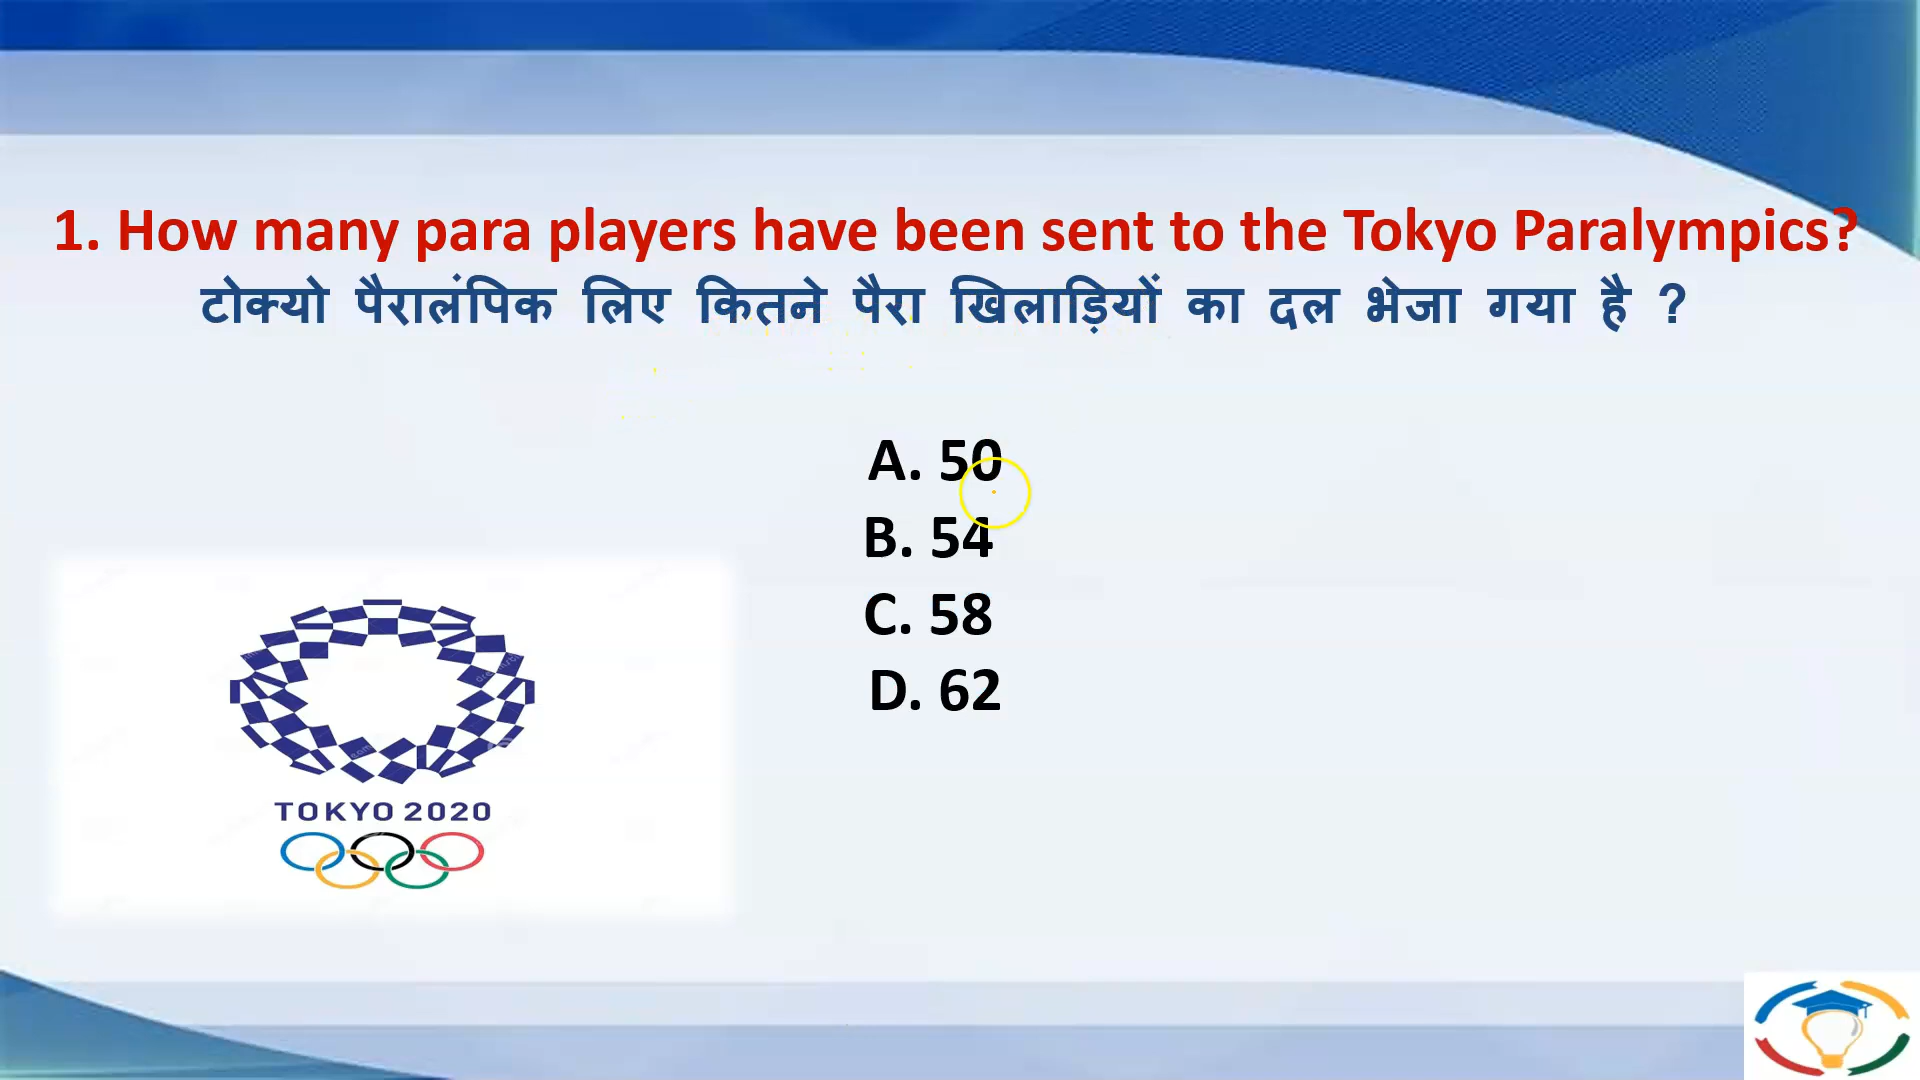 1. How many para players have been sent to the Tokyo Paralympics?
टोक्यो पैरालंपिक लिए कितने पैरा खिलाड़ियों का दल भेजा गया है ?
A. 50
B. 54
C. 58
D. 62
TOKYO 2020